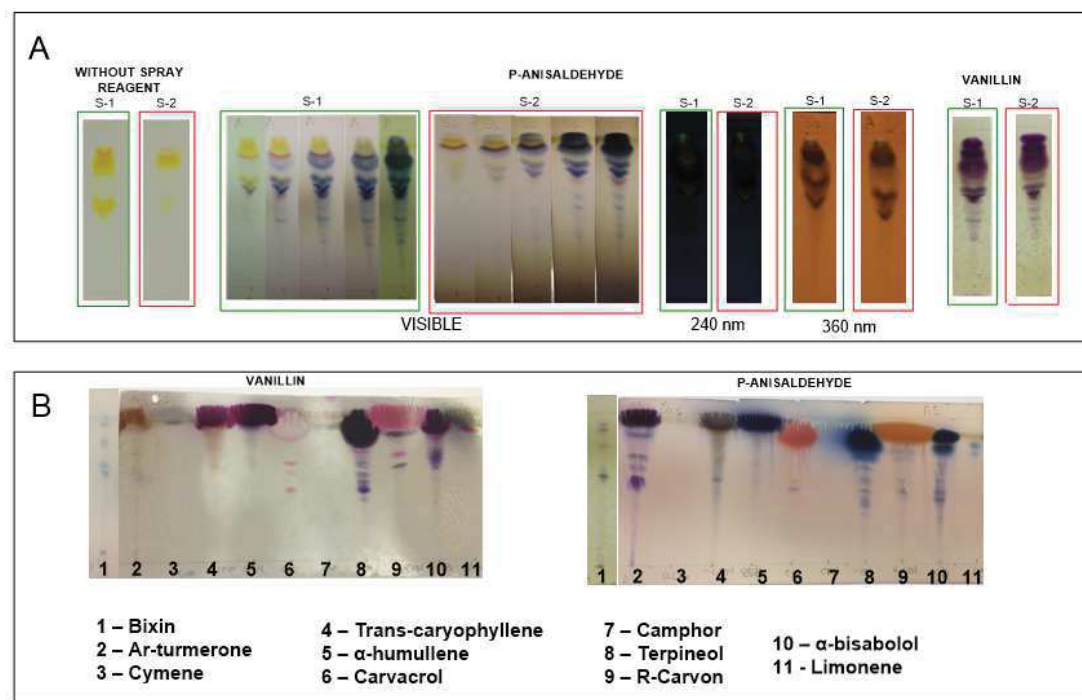 A
WITHOUT SPRAY
REAGENT
P-ANISALDEHYDE
VANILLIN
S-1 S-2 S-1 S-2 S-1 S-2 S-1 S-2 S-1 S-2
VISIBLE 240 nm 360 nm
B
VANILLIN
P-ANISALDEHYDE
1 2 3 4 5 6 7 8 9 10 11
1 2 3 4 5 6 7 8 9 10 11
1 – Bixin
2 – Ar-turmerone
3 – Cymene
4 – Trans-caryophyllene
5 – α-humullene
6 – Carvacrol
7 – Camphor
8 – Terpineol
9 – R-Carvon
10 – α-bisabolol
11 - Limonene